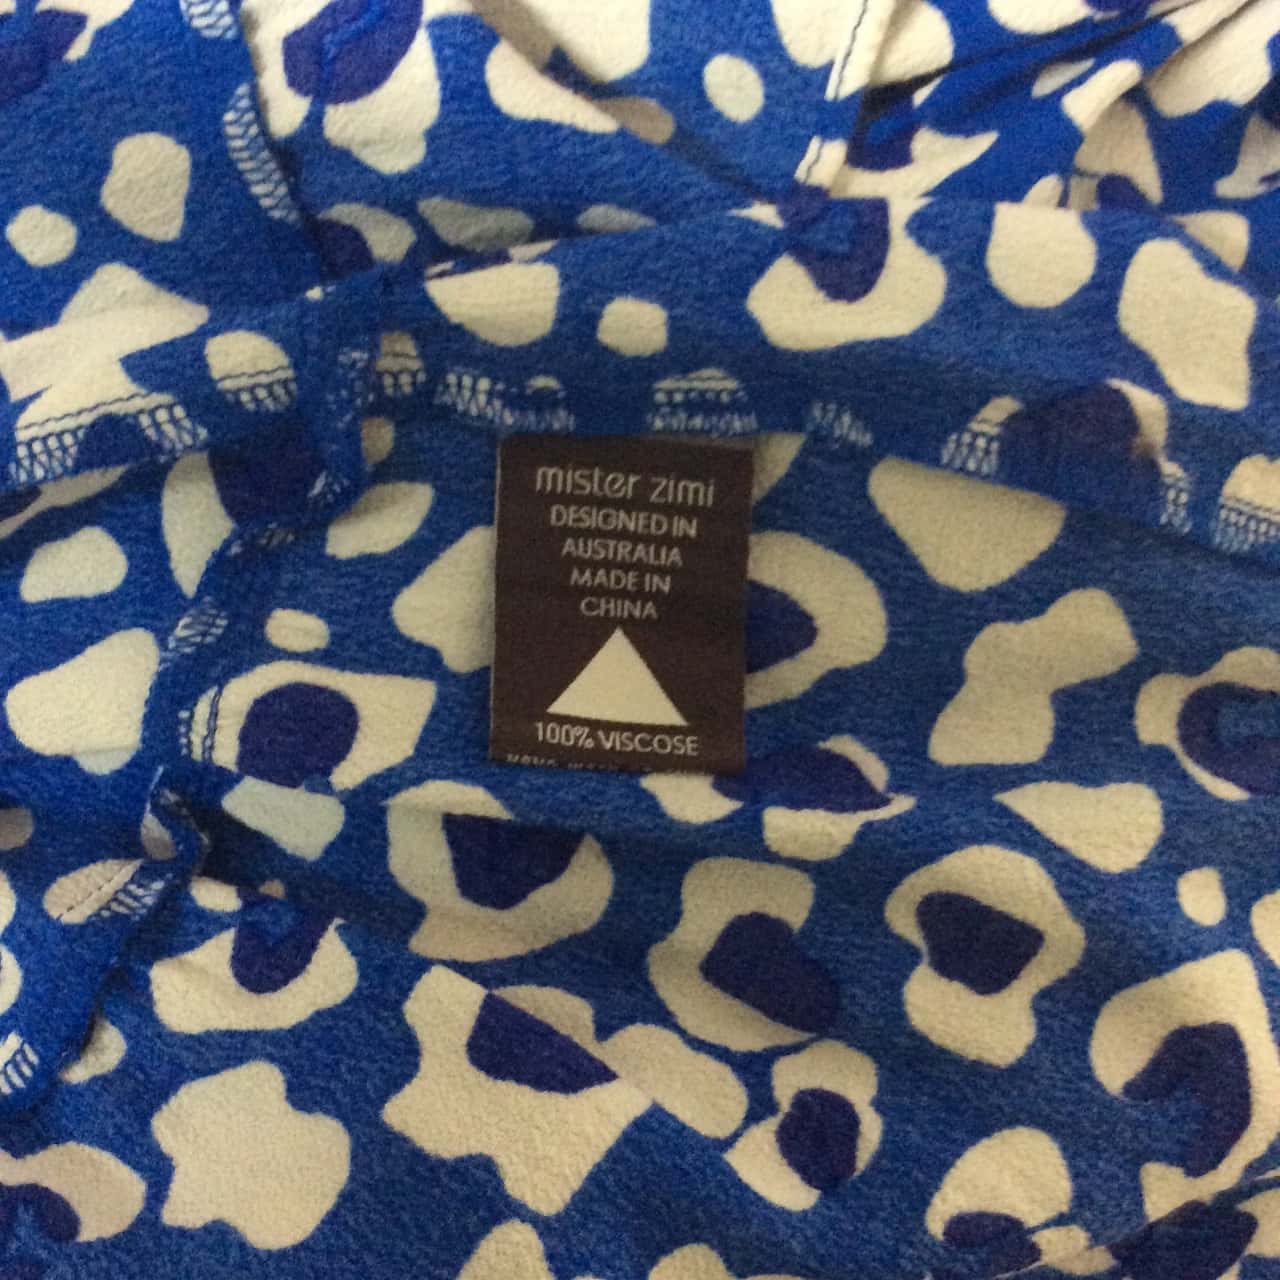 mister zimi
DESIGNED IN
AUSTRALIA
MADE IN
CHINA
100% VISCOSE